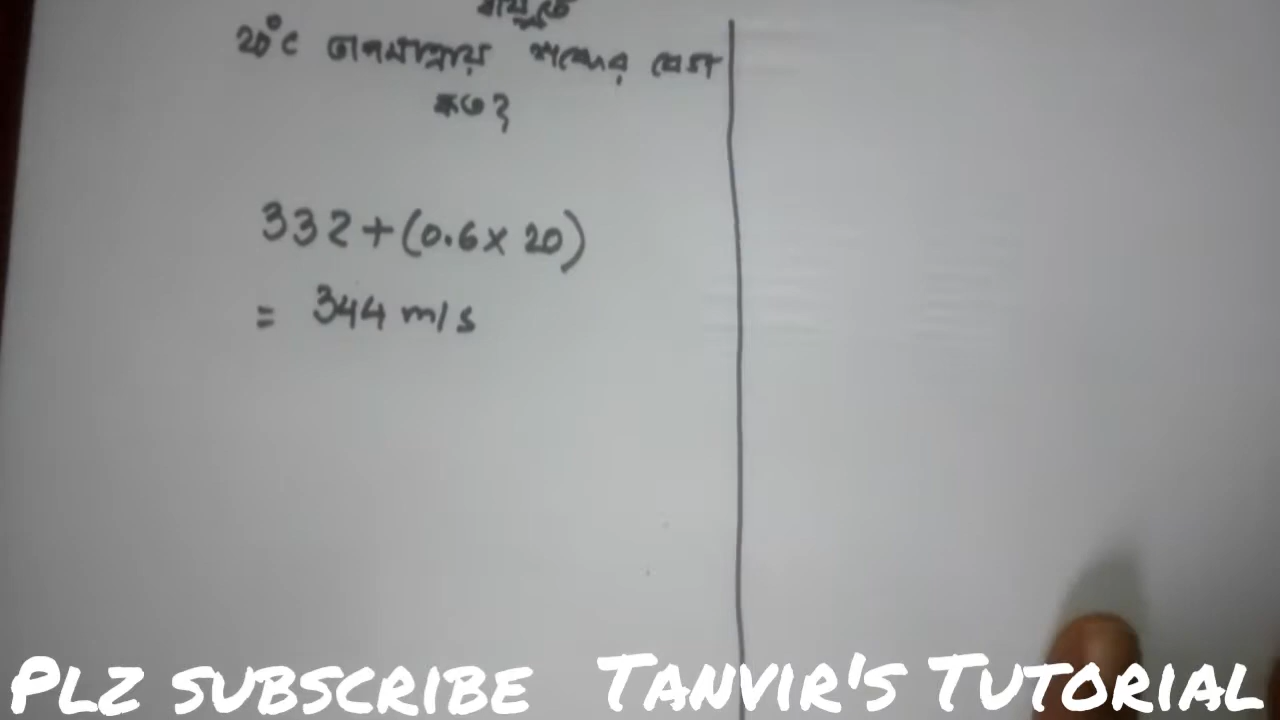 বায়ুতে
20°C তাপমাত্রায় শব্দের বেগ
কত?
332+(0.6×20)
= 344 m/s
PLZ SUBSCRIBE TANVIR'S TUTORIAL